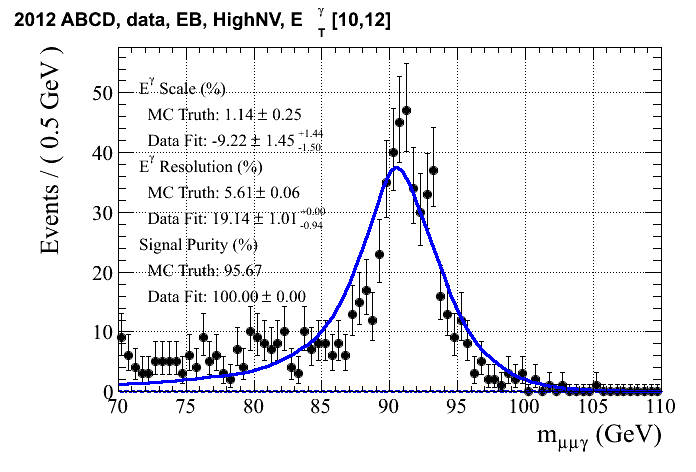 2012 ABCD, data, EB, HighNV, E γ T [10,12]
Events / ( 0.5 GeV )
50
40
30
20
10
0
E^γ Scale (%)
MC Truth: 1.14 ± 0.25
Data Fit: -9.22 ± 1.45 +1.44 -1.50
E^γ Resolution (%)
MC Truth: 5.61 ± 0.06
Data Fit: 19.14 ± 1.01 +0.00 -0.94
Signal Purity (%)
MC Truth: 95.67
Data Fit: 100.00 ± 0.00
70 75 80 85 90 95 100 105 110
m_μμγ (GeV)